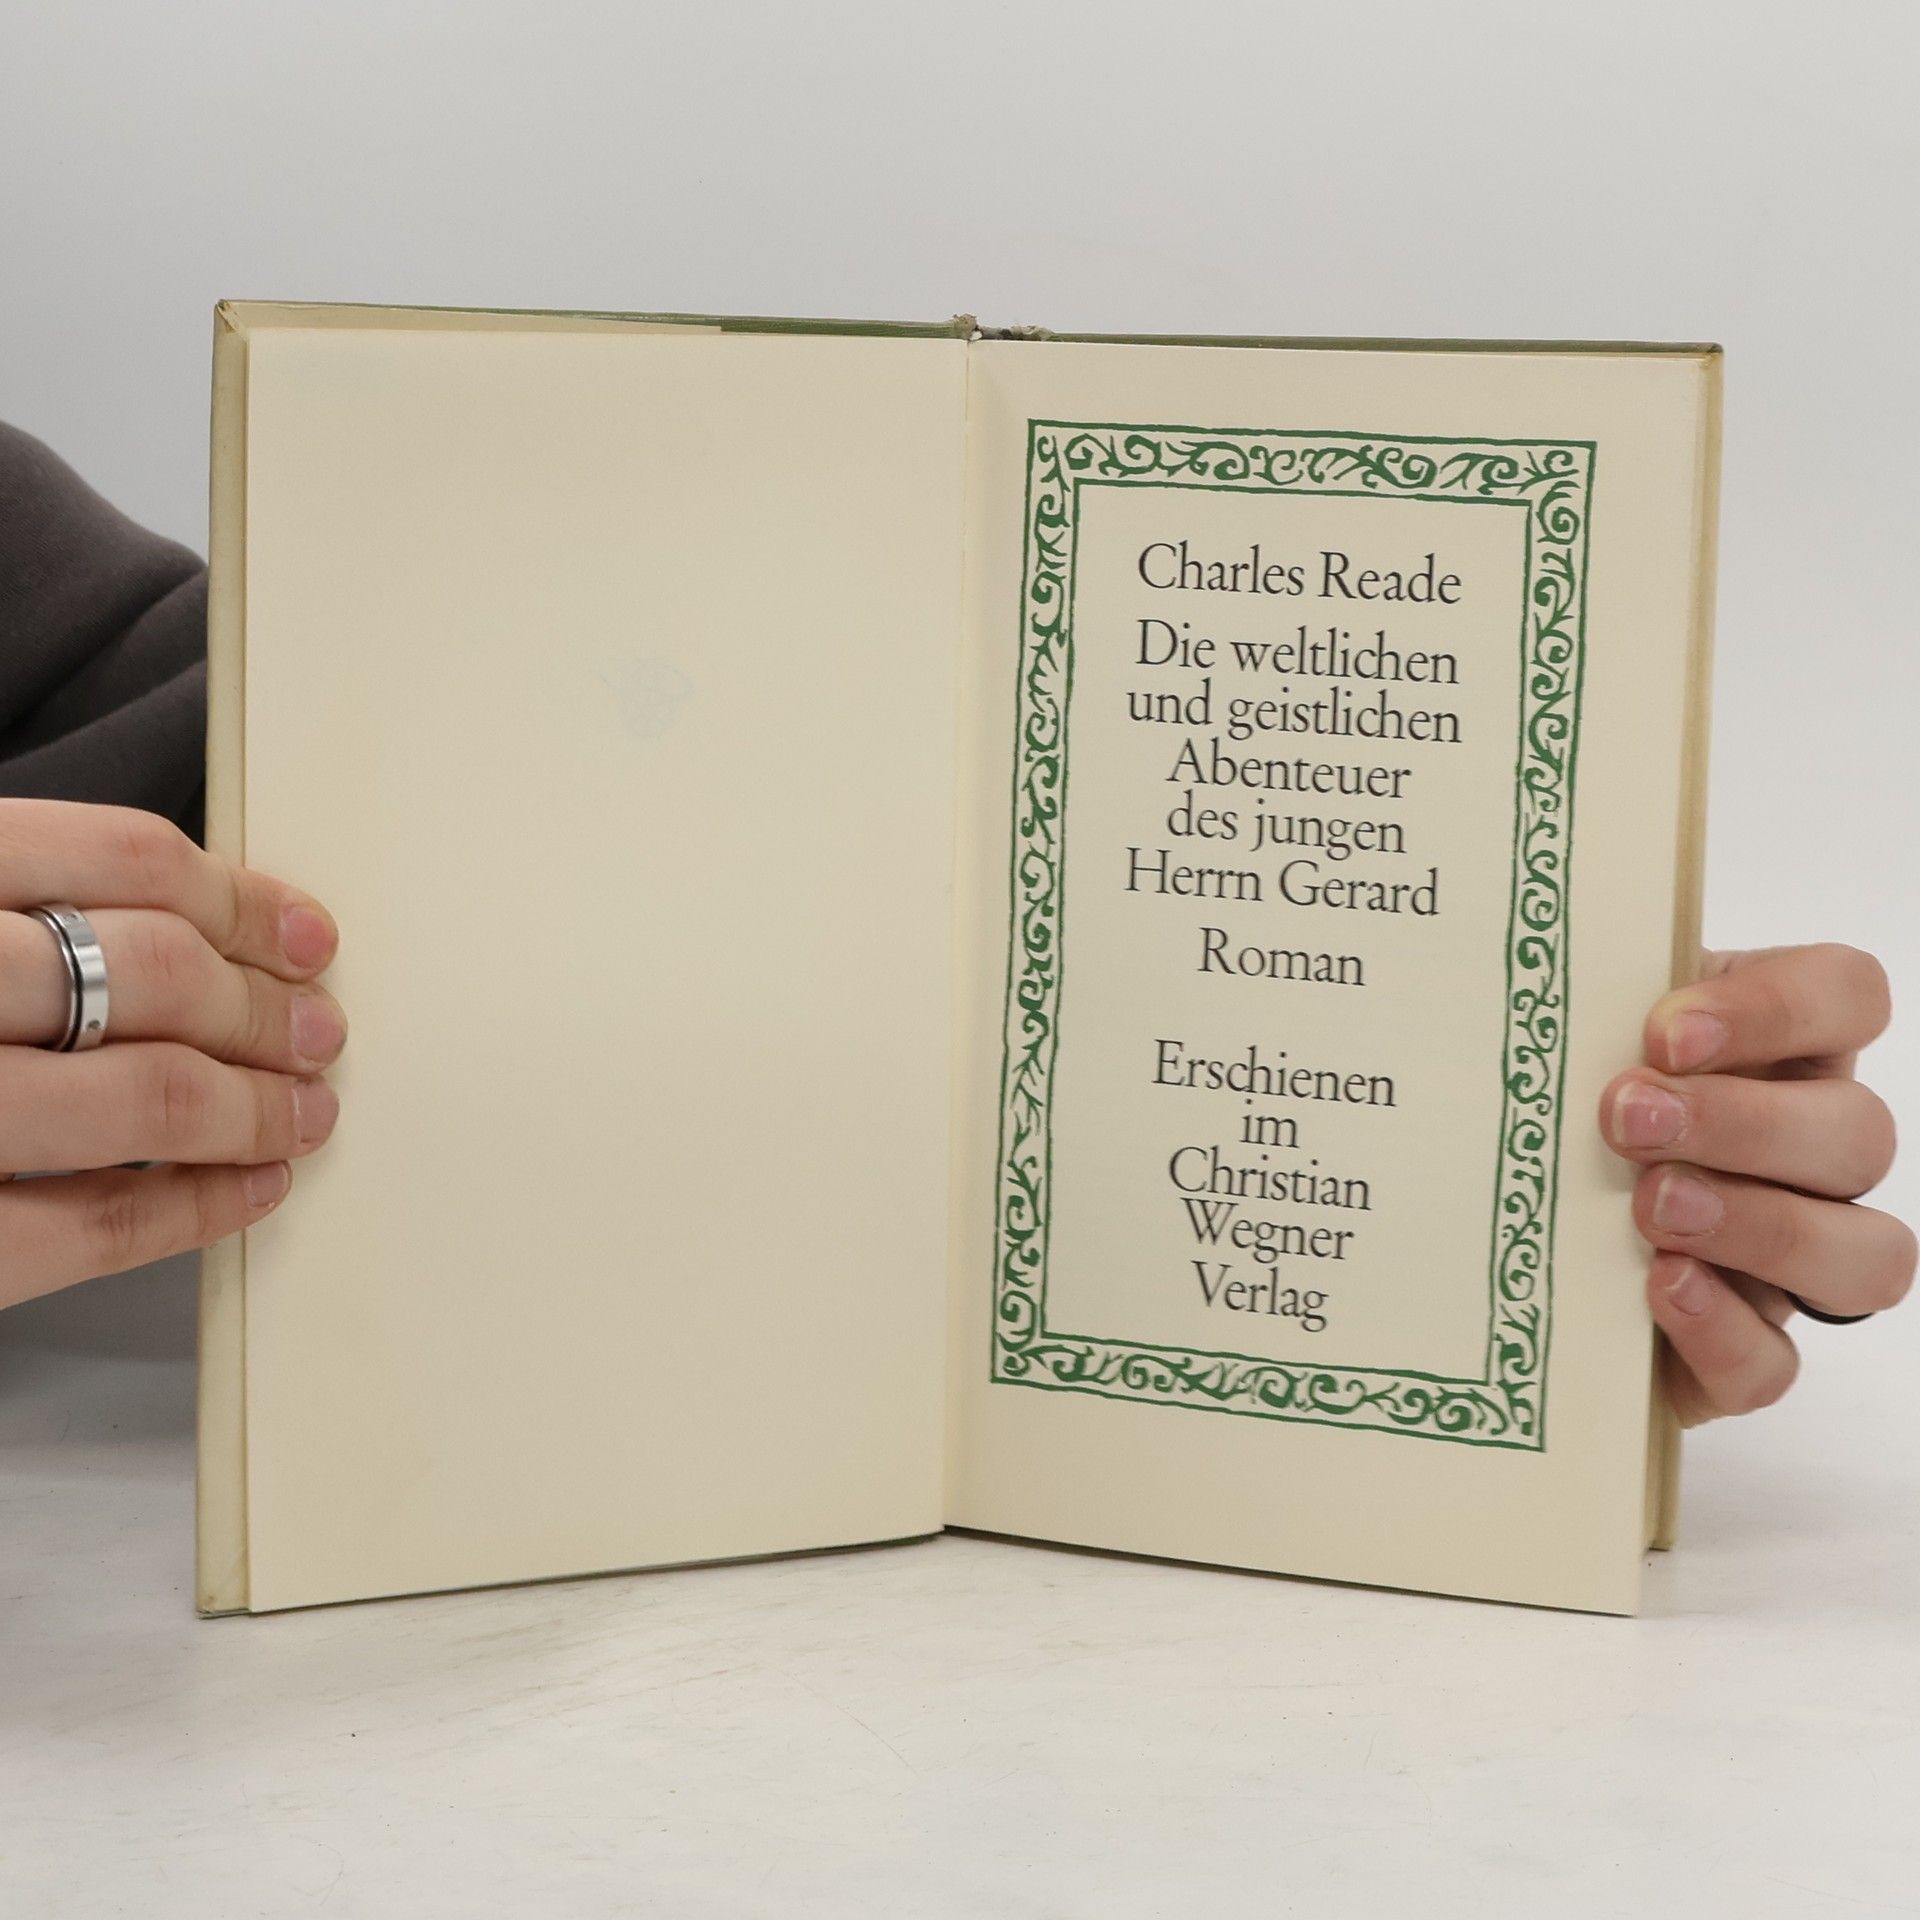 Charles Reade
Die weltlichen
und geistlichen
Abenteuer
des jungen
Herrn Gerard
Roman
Erschienen
im
Christian
Wegner
Verlag